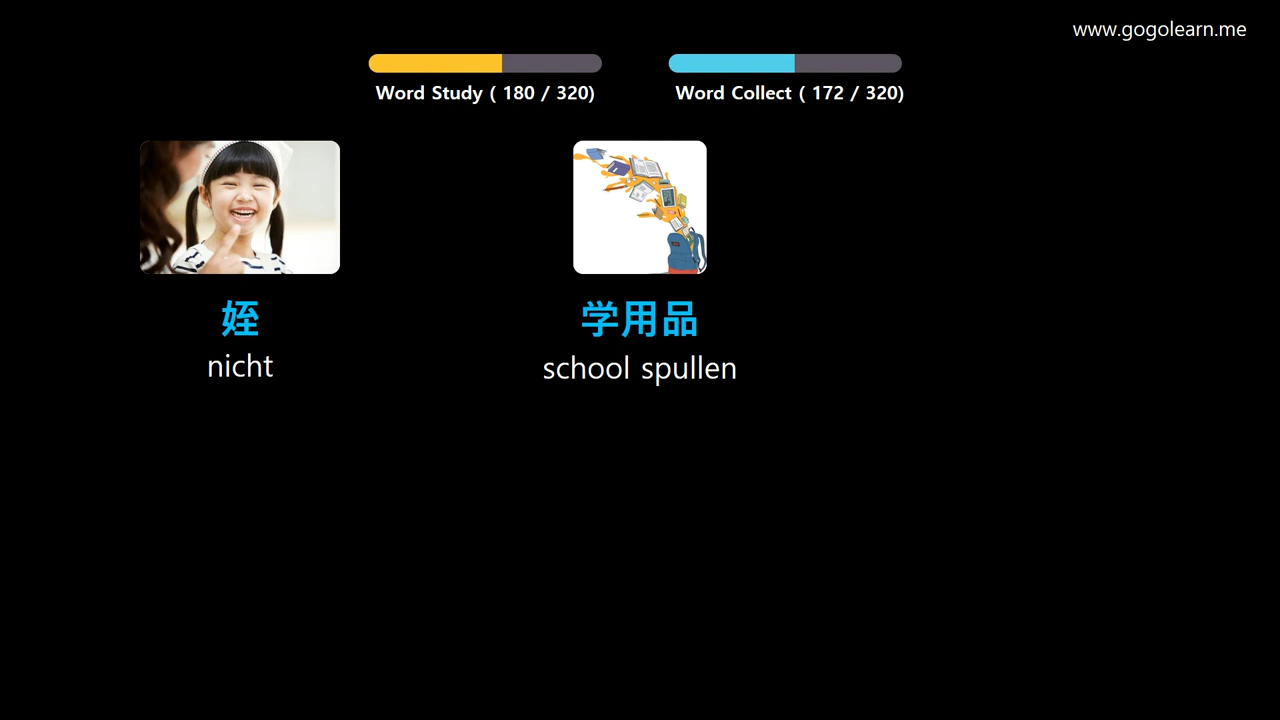 www.gogolearn.me
Word Study ( 180 / 320)
Word Collect ( 172 / 320)
姪
nicht
学用品
school spullen